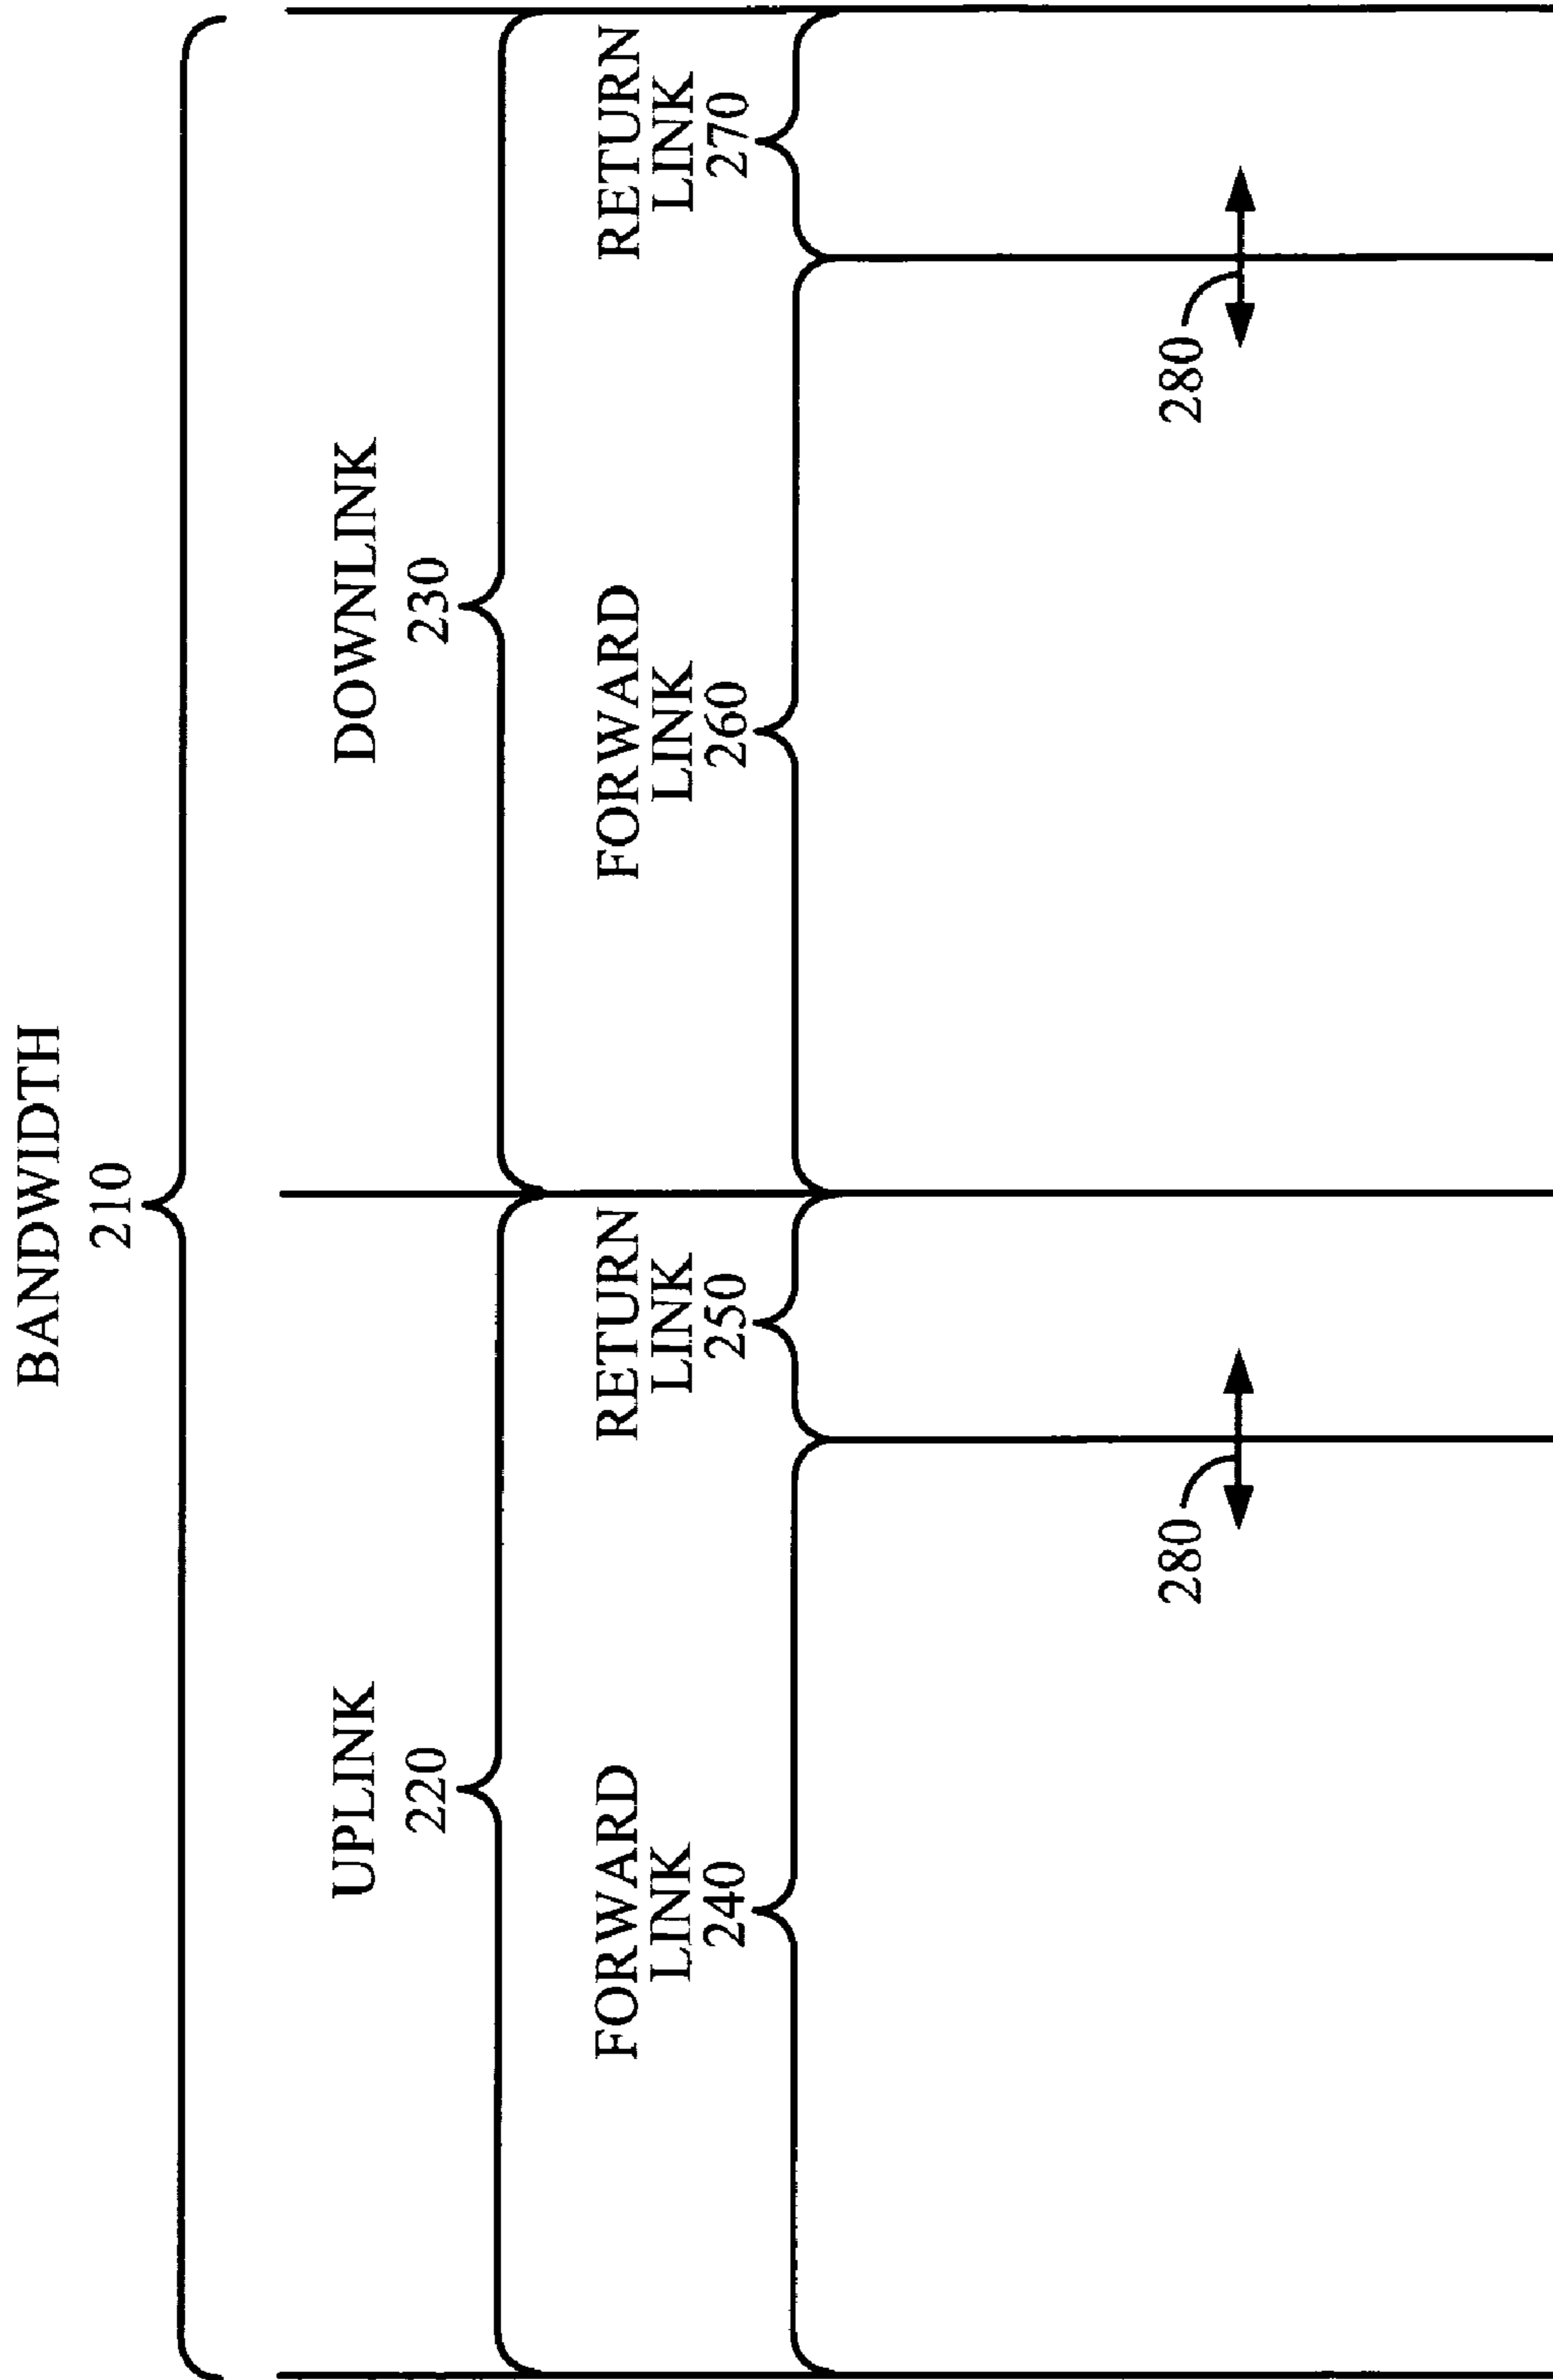 BANDWIDTH
210
UPLINK
220
DOWNLINK
230
FORWARD
LINK
240
RETURN
LINK
250
FORWARD
LINK
260
RETURN
LINK
270
280
280